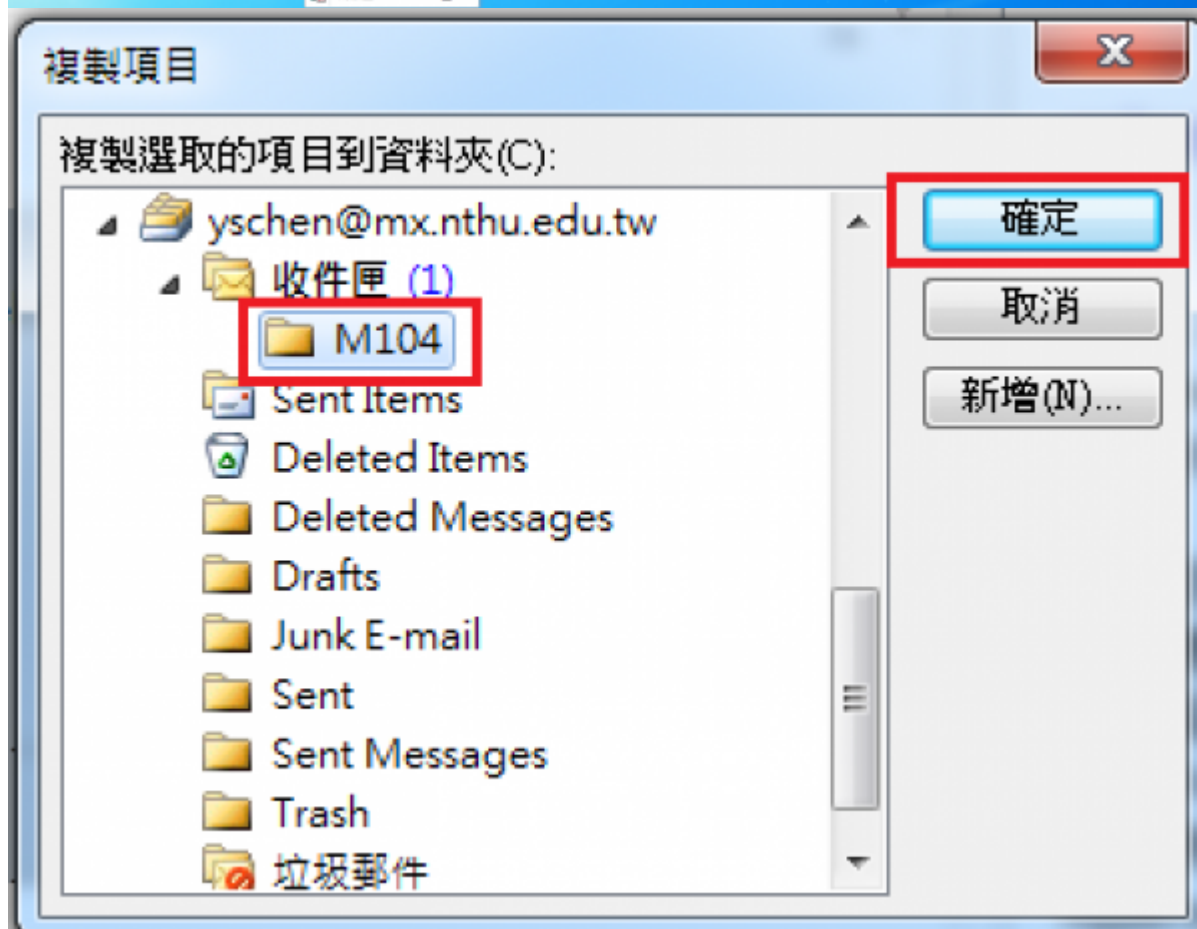 複製項目
複製選取的項目到資料夾(C):
yschen@mx.nthu.edu.tw
收件匣 (1)
M104
Sent Items
Deleted Items
Deleted Messages
Drafts
Junk E-mail
Sent
Sent Messages
Trash
垃圾郵件
確定
取消
新增(N)...